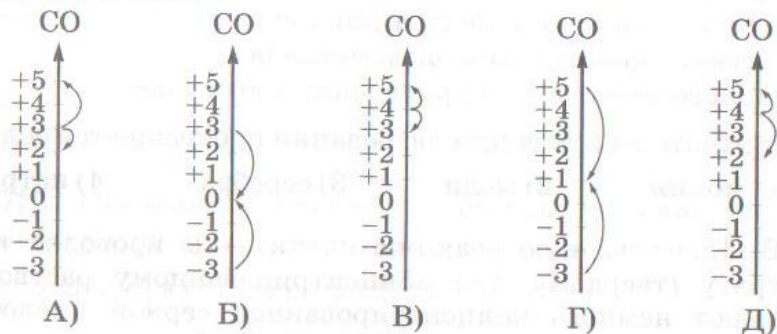 CO CO CO CO CO
+5 +5 +5 +5 +5
+4 +4 +4 +4 +4
+3 +3 +3 +3 +3
+2 +2 +2 +2 +2
+1 +1 +1 +1 +1
0 0 0 0 0
−1 −1 −1 −1 −1
−2 −2 −2 −2 −2
−3 −3 −3 −3 −3
А) Б) В) Г) Д)